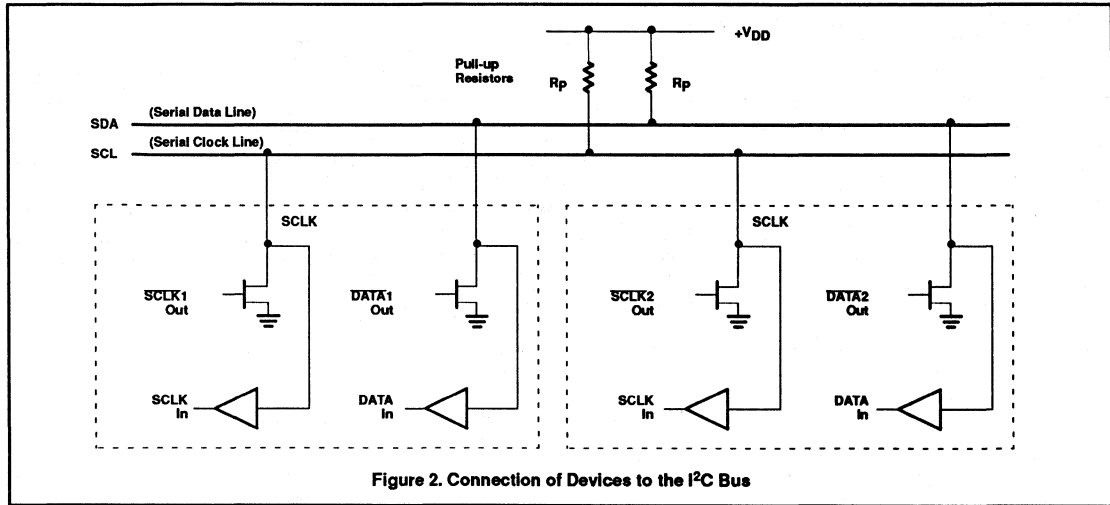 +VDD
Pull-up
Resistors
Rp
Rp
(Serial Data Line)
SDA
(Serial Clock Line)
SCL
SCLK
SCLK
SCLK1
Out
DATA1
Out
SCLK2
Out
DATA2
Out
SCLK
In
DATA
In
SCLK
In
DATA
In
Figure 2. Connection of Devices to the I²C Bus